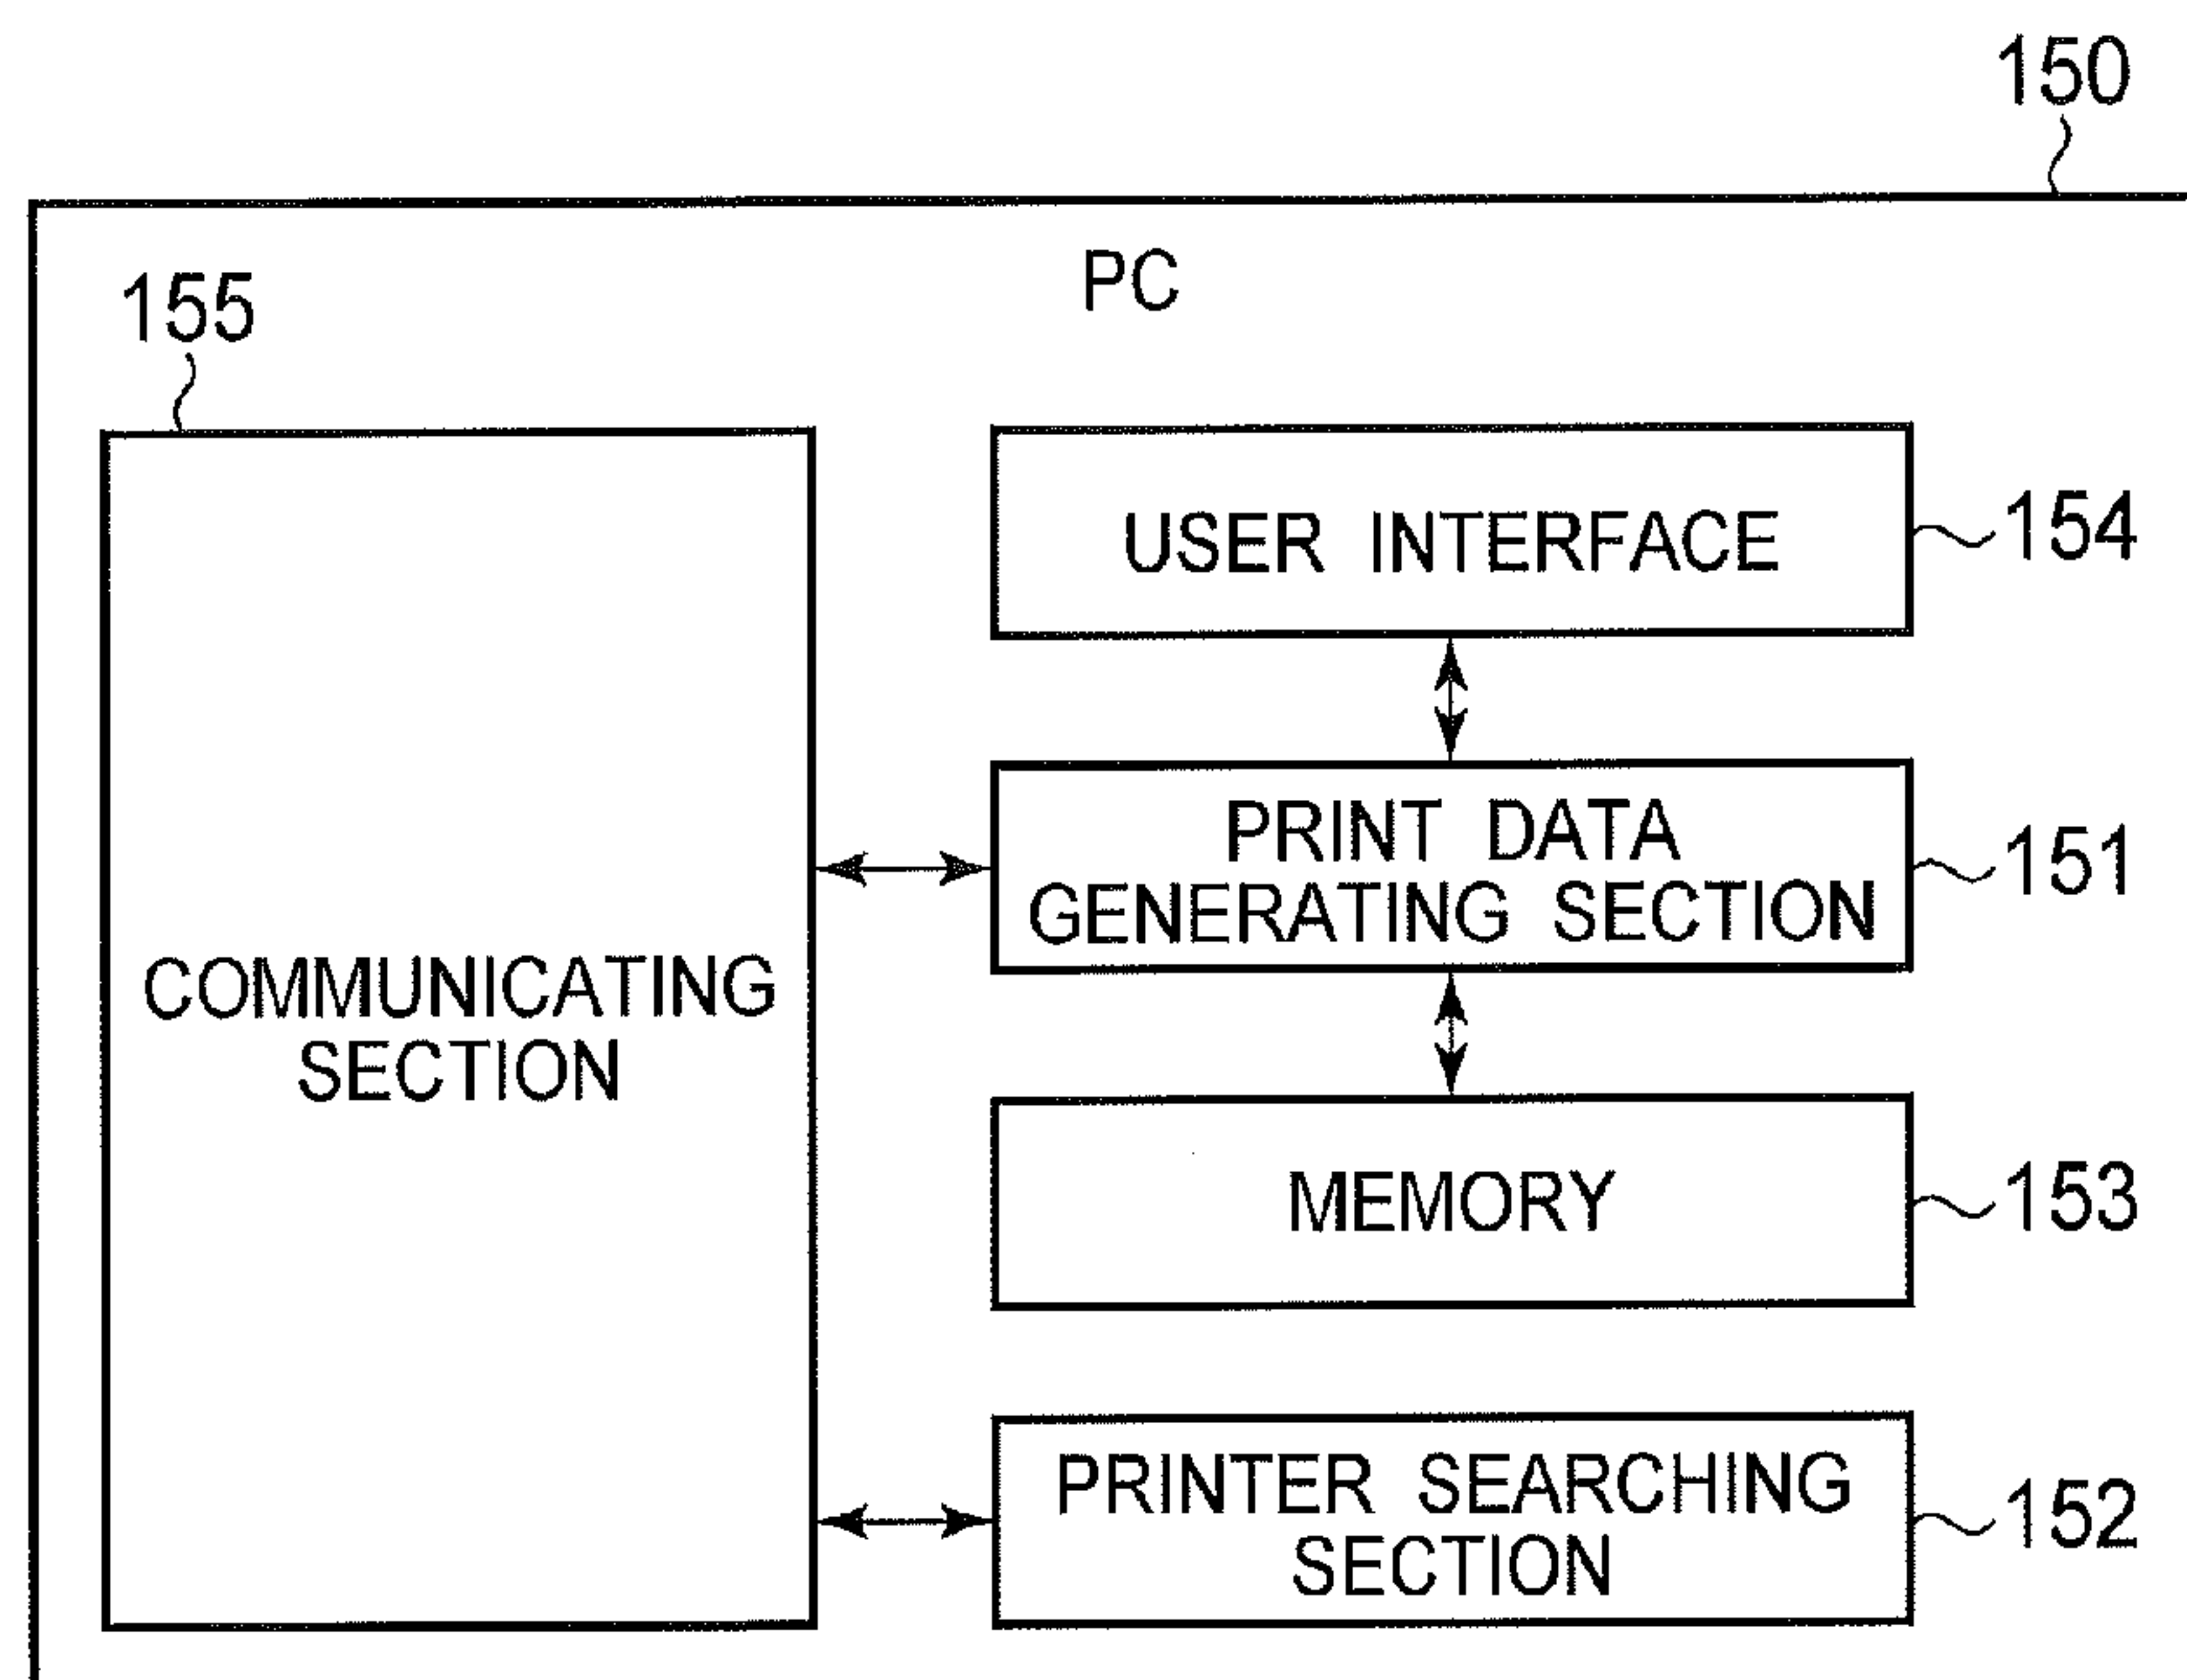 150
PC
155
USER INTERFACE
154
PRINT DATA
GENERATING SECTION
151
COMMUNICATING
SECTION
MEMORY
153
PRINTER SEARCHING
SECTION
152